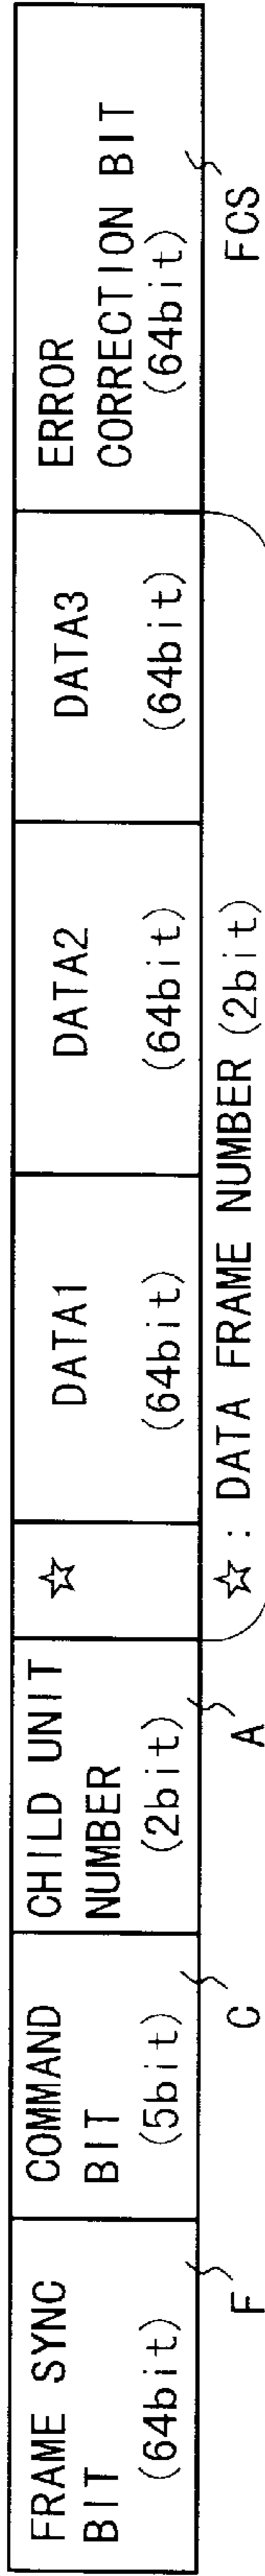 FRAME SYNC
BIT
(64bit)
COMMAND
BIT
(5bit)
CHILD UNIT
NUMBER
(2bit)
☆
DATA1
(64bit)
DATA2
(64bit)
DATA3
(64bit)
ERROR
CORRECTION BIT
(64bit)
F
C
A
☆ : DATA FRAME NUMBER (2bit)
FCS